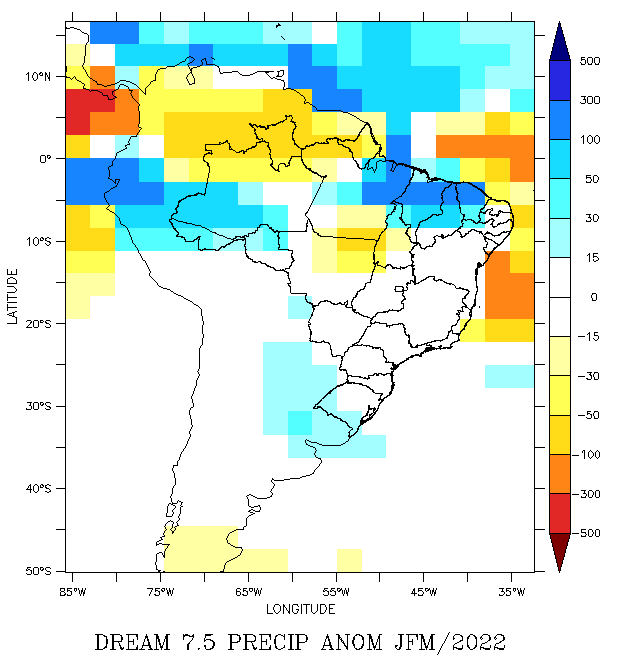 10°N
0°
10°S
20°S
30°S
40°S
50°S
LATITUDE
85°W 75°W 65°W 55°W 45°W 35°W
LONGITUDE
500
300
100
50
30
15
0
−15
−30
−50
−100
−300
−500
DREAM 7.5 PRECIP ANOM JFM/2022